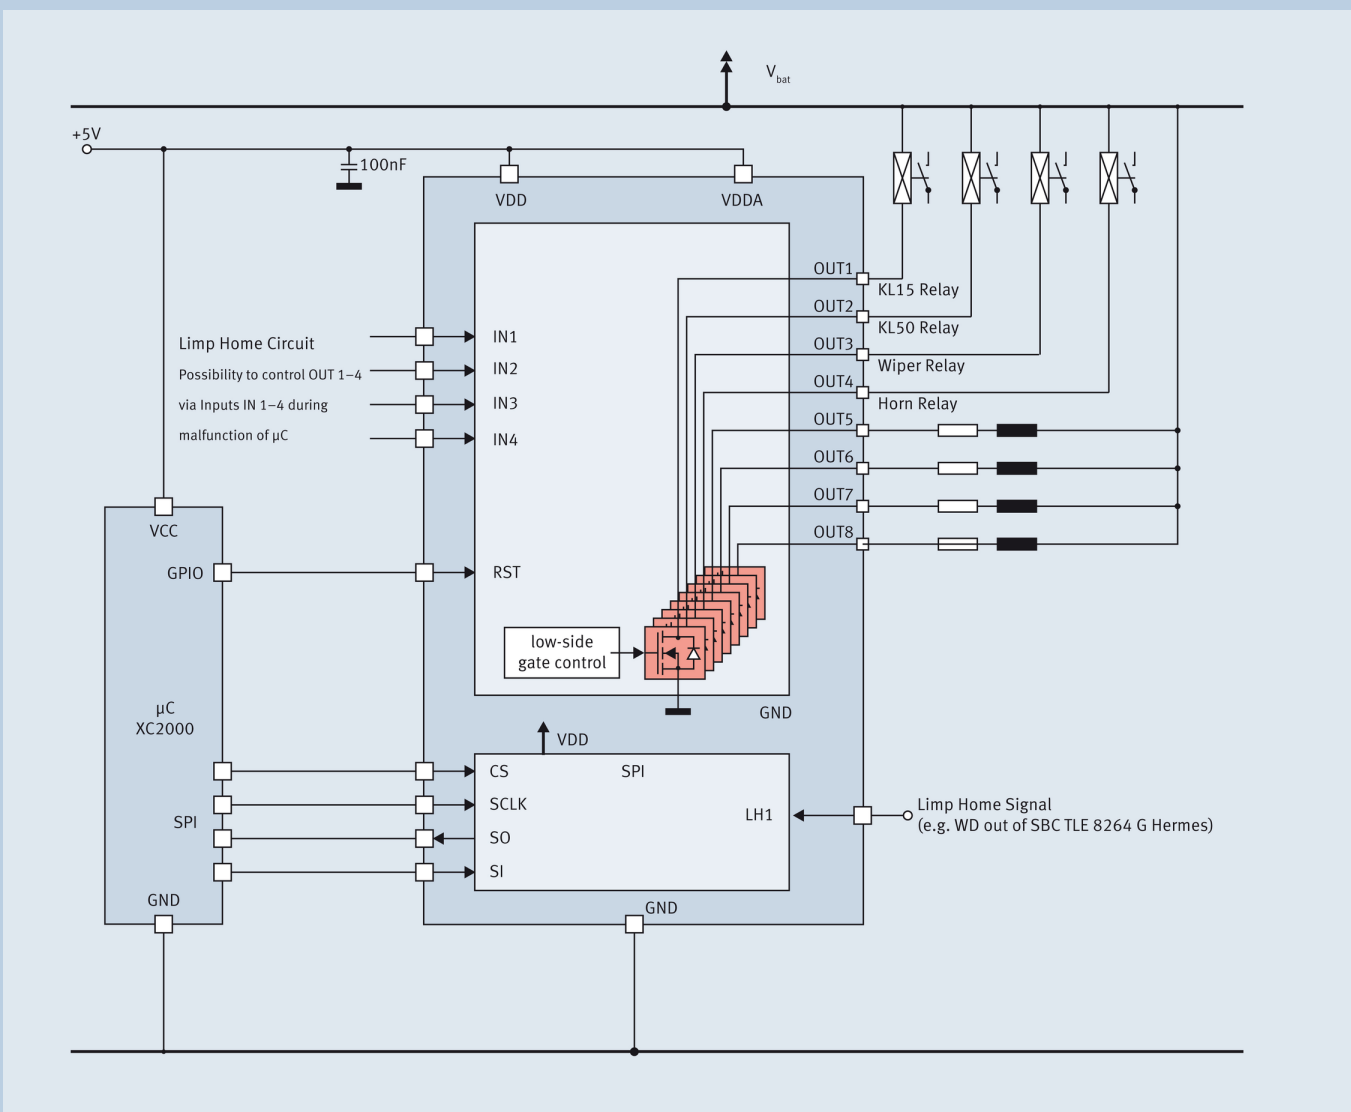 Vbat
+5V
100nF
VDD
VDDA
OUT1
KL15 Relay
OUT2
KL50 Relay
OUT3
Wiper Relay
OUT4
Horn Relay
OUT5
OUT6
OUT7
OUT8
Limp Home Circuit
Possibility to control OUT 1–4
via Inputs IN 1–4 during
malfunction of µC
IN1
IN2
IN3
IN4
VCC
GPIO
RST
low-side
gate control
GND
µC
XC2000
VDD
SPI
CS
SCLK
SO
SI
LH1
Limp Home Signal
(e.g. WD out of SBC TLE 8264 G Hermes)
SPI
GND
GND